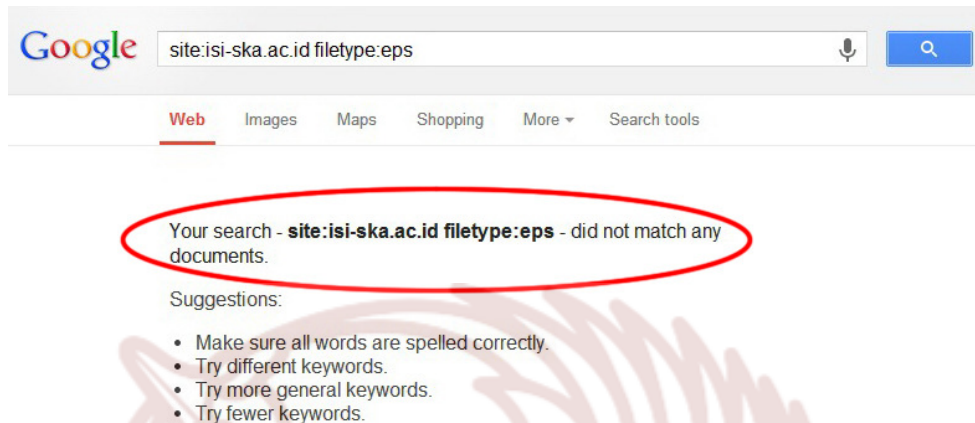 Google site:isi-ska.ac.id filetype:eps
Web Images Maps Shopping More Search tools
Your search - site:isi-ska.ac.id filetype:eps - did not match any
documents.
Suggestions:
• Make sure all words are spelled correctly.
• Try different keywords.
• Try more general keywords.
• Try fewer keywords.